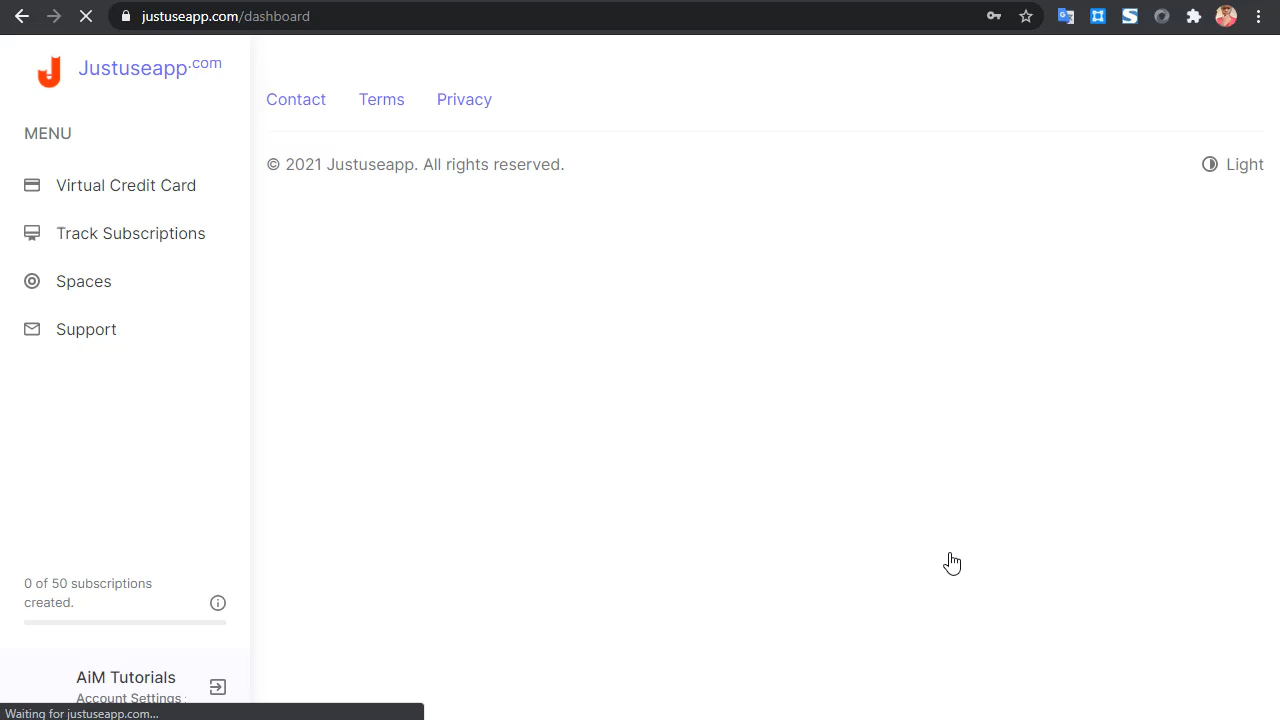 justuseapp.com/dashboard
Justuseapp.com
Contact
Terms
Privacy
MENU
© 2021 Justuseapp. All rights reserved.
Light
Virtual Credit Card
Track Subscriptions
Spaces
Support
0 of 50 subscriptions
created.
AiM Tutorials
Account Settings
Waiting for justuseapp.com...